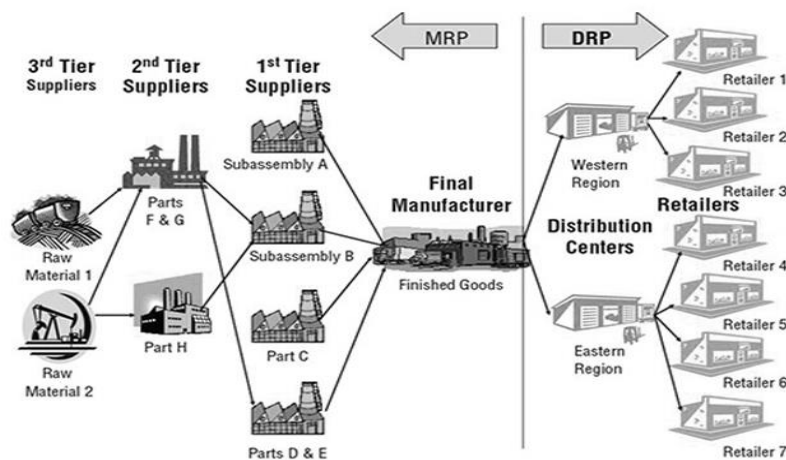 MRP
DRP
3rd Tier
Suppliers
2nd Tier
Suppliers
1st Tier
Suppliers
Subassembly A
Parts
F & G
Raw
Material 1
Subassembly B
Part H
Raw
Material 2
Part C
Parts D & E
Final
Manufacturer
Finished Goods
Western
Region
Distribution
Centers
Eastern
Region
Retailer 1
Retailer 2
Retailer 3
Retailers
Retailer 4
Retailer 5
Retailer 6
Retailer 7